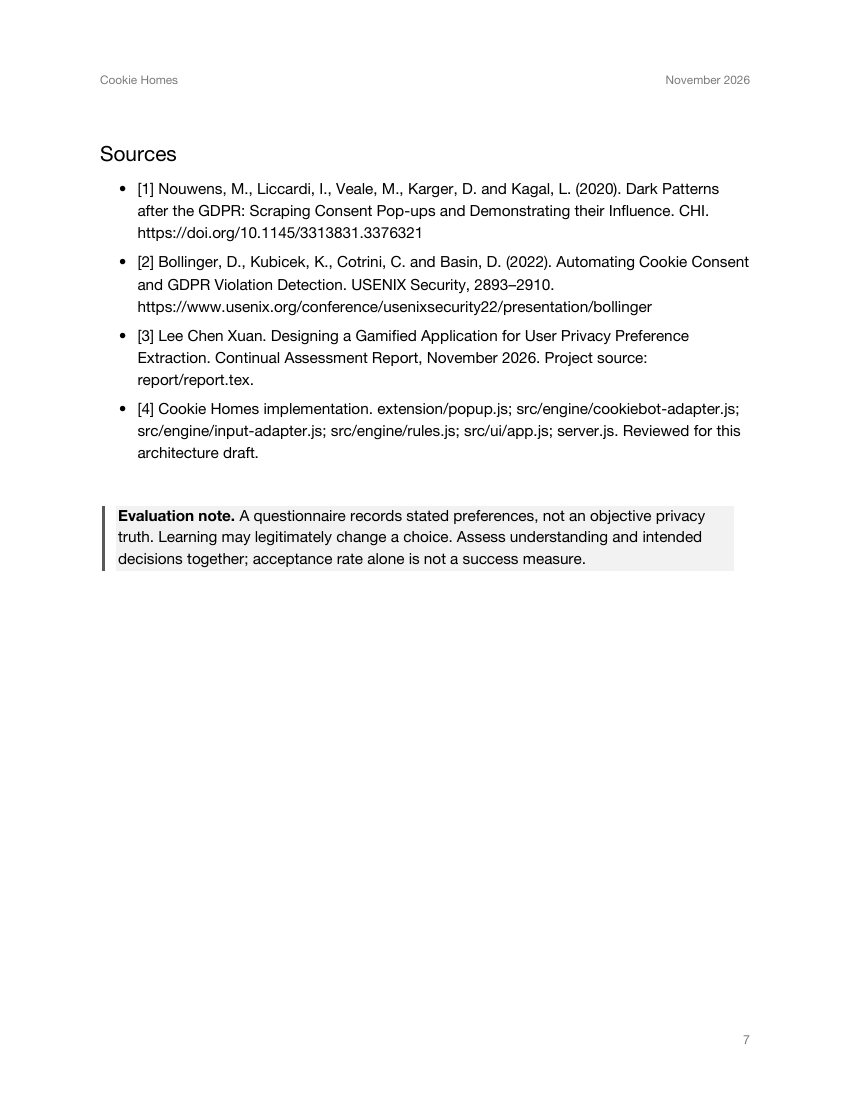 Cookie Homes
November 2026
Sources
• [1] Nouwens, M., Liccardi, I., Veale, M., Karger, D. and Kagal, L. (2020). Dark Patterns
after the GDPR: Scraping Consent Pop-ups and Demonstrating their Influence. CHI.
https://doi.org/10.1145/3313831.3376321
• [2] Bollinger, D., Kubicek, K., Cotrini, C. and Basin, D. (2022). Automating Cookie Consent
and GDPR Violation Detection. USENIX Security, 2893–2910.
https://www.usenix.org/conference/usenixsecurity22/presentation/bollinger
• [3] Lee Chen Xuan. Designing a Gamified Application for User Privacy Preference
Extraction. Continual Assessment Report, November 2026. Project source:
report/report.tex.
• [4] Cookie Homes implementation. extension/popup.js; src/engine/cookiebot-adapter.js;
src/engine/input-adapter.js; src/engine/rules.js; src/ui/app.js; server.js. Reviewed for this
architecture draft.
Evaluation note. A questionnaire records stated preferences, not an objective privacy
truth. Learning may legitimately change a choice. Assess understanding and intended
decisions together; acceptance rate alone is not a success measure.
7